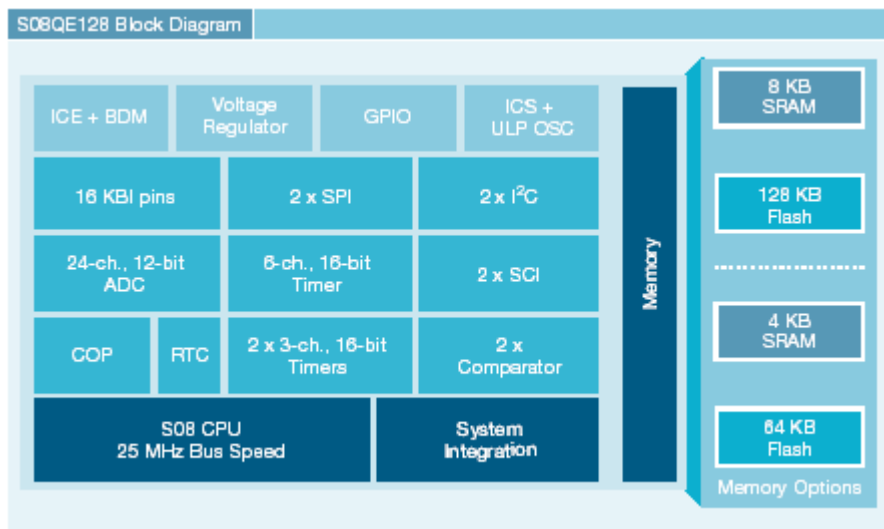 S08QE128 Block Diagram
ICE + BDM
Voltage
Regulator
GPIO
ICS +
ULP OSC
16 KBI pins
2 x SPI
2 x I²C
24-ch., 12-bit
ADC
6-ch., 16-bit
Timer
2 x SCI
COP
RTC
2 x 3-ch., 16-bit
Timers
2 x
Comparator
S08 CPU
25 MHz Bus Speed
System
Integration
Memory
8 KB
SRAM
128 KB
Flash
4 KB
SRAM
64 KB
Flash
Memory Options